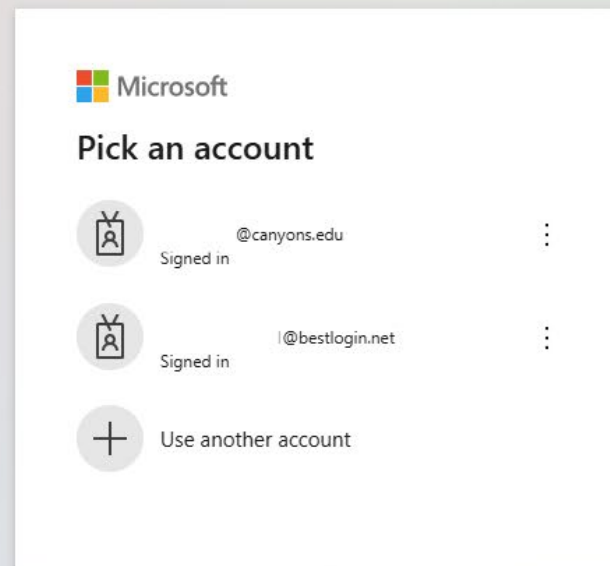 Microsoft
Pick an account
@canyons.edu
Signed in
@bestlogin.net
Signed in
Use another account